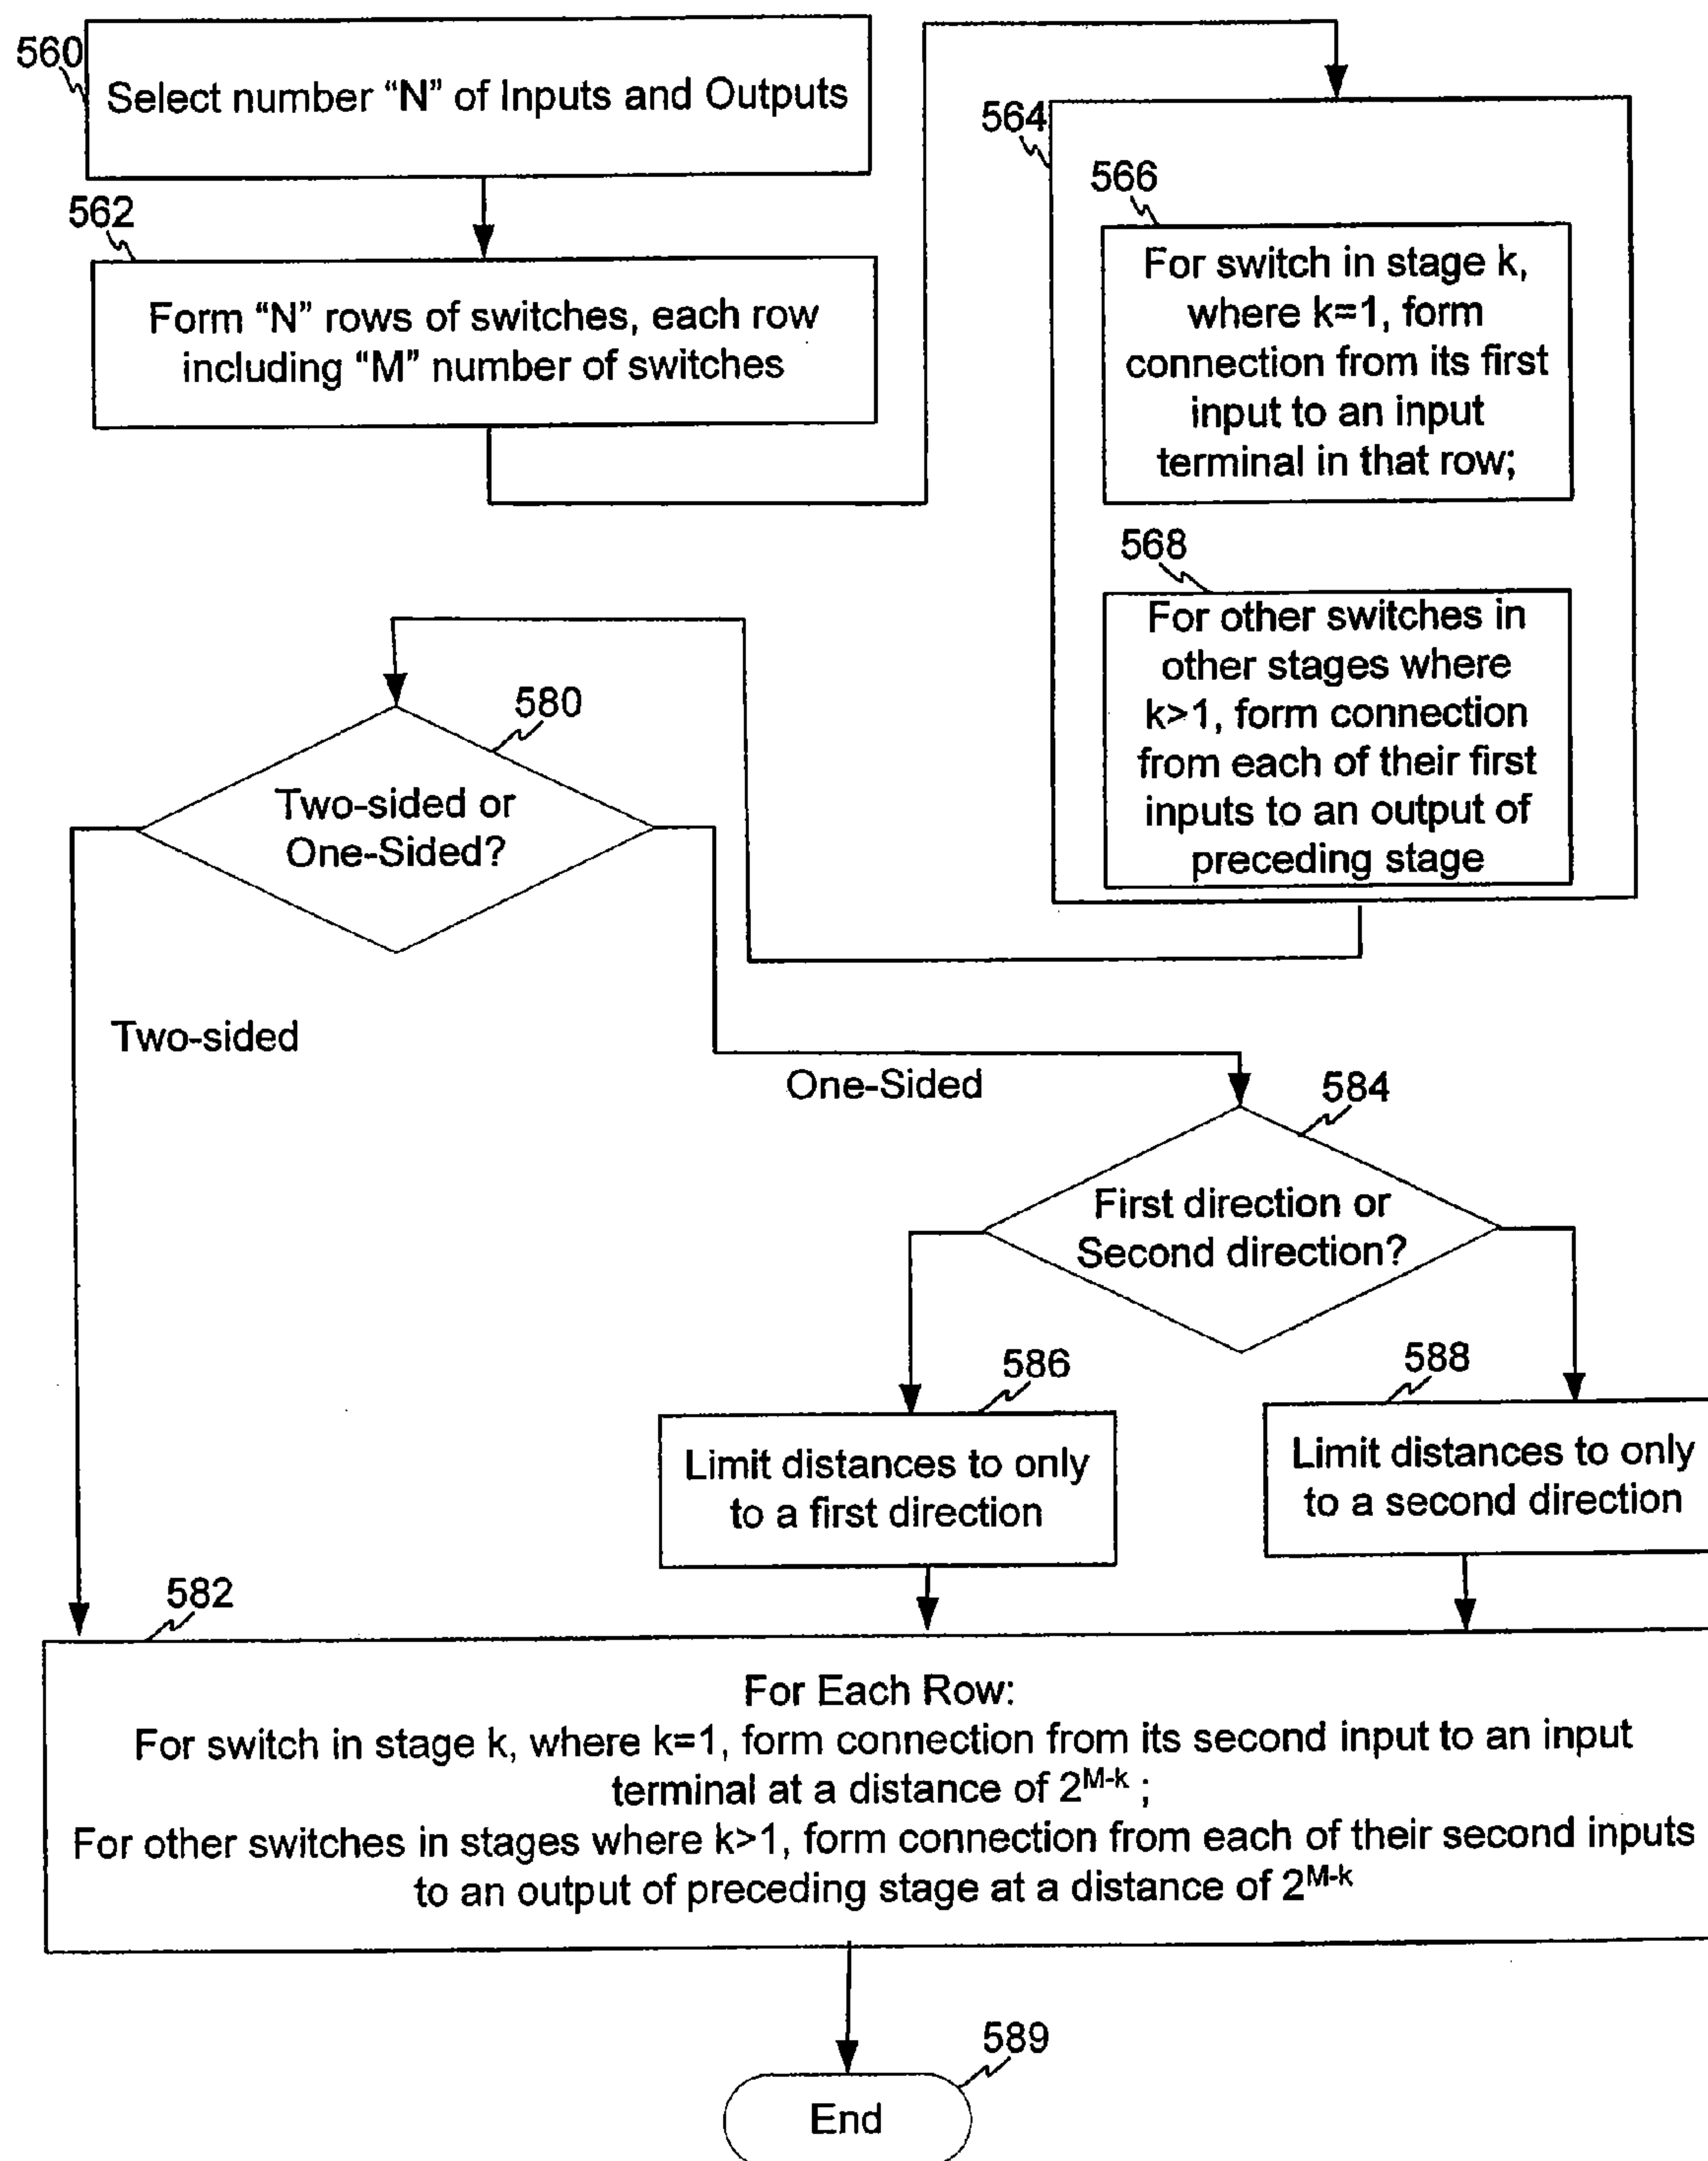 560
Select number “N” of Inputs and Outputs
562
Form “N” rows of switches, each row
including “M” number of switches
564
566
For switch in stage k,
where k=1, form
connection from its first
input to an input
terminal in that row;
568
For other switches in
other stages where
k>1, form connection
from each of their first
inputs to an output of
preceding stage
580
Two-sided or
One-Sided?
Two-sided
One-Sided
584
First direction or
Second direction?
586
Limit distances to only
to a first direction
588
Limit distances to only
to a second direction
582
For Each Row:
For switch in stage k, where k=1, form connection from its second input to an input
terminal at a distance of 2^M-k ;
For other switches in stages where k>1, form connection from each of their second inputs
to an output of preceding stage at a distance of 2^M-k
589
End